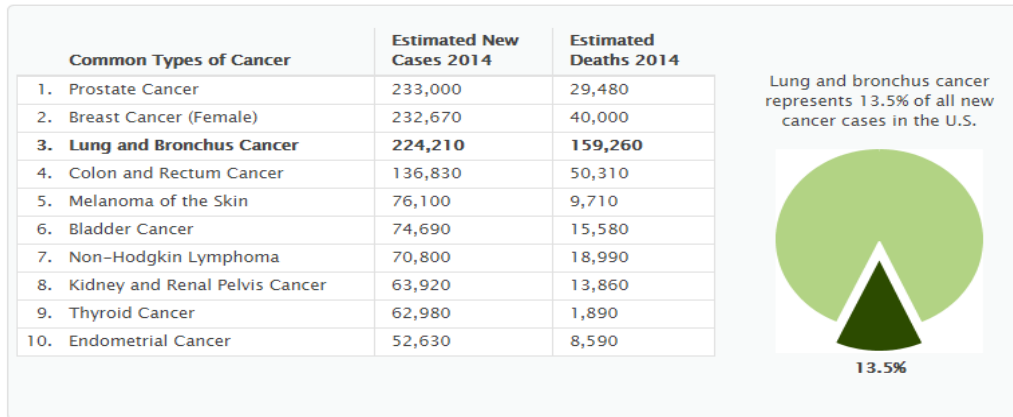 Common Types of Cancer Estimated New Cases 2014 Estimated Deaths 2014
1. Prostate Cancer 233,000 29,480
2. Breast Cancer (Female) 232,670 40,000
3. Lung and Bronchus Cancer 224,210 159,260
4. Colon and Rectum Cancer 136,830 50,310
5. Melanoma of the Skin 76,100 9,710
6. Bladder Cancer 74,690 15,580
7. Non-Hodgkin Lymphoma 70,800 18,990
8. Kidney and Renal Pelvis Cancer 63,920 13,860
9. Thyroid Cancer 62,980 1,890
10. Endometrial Cancer 52,630 8,590
Lung and bronchus cancer
represents 13.5% of all new
cancer cases in the U.S.
13.5%